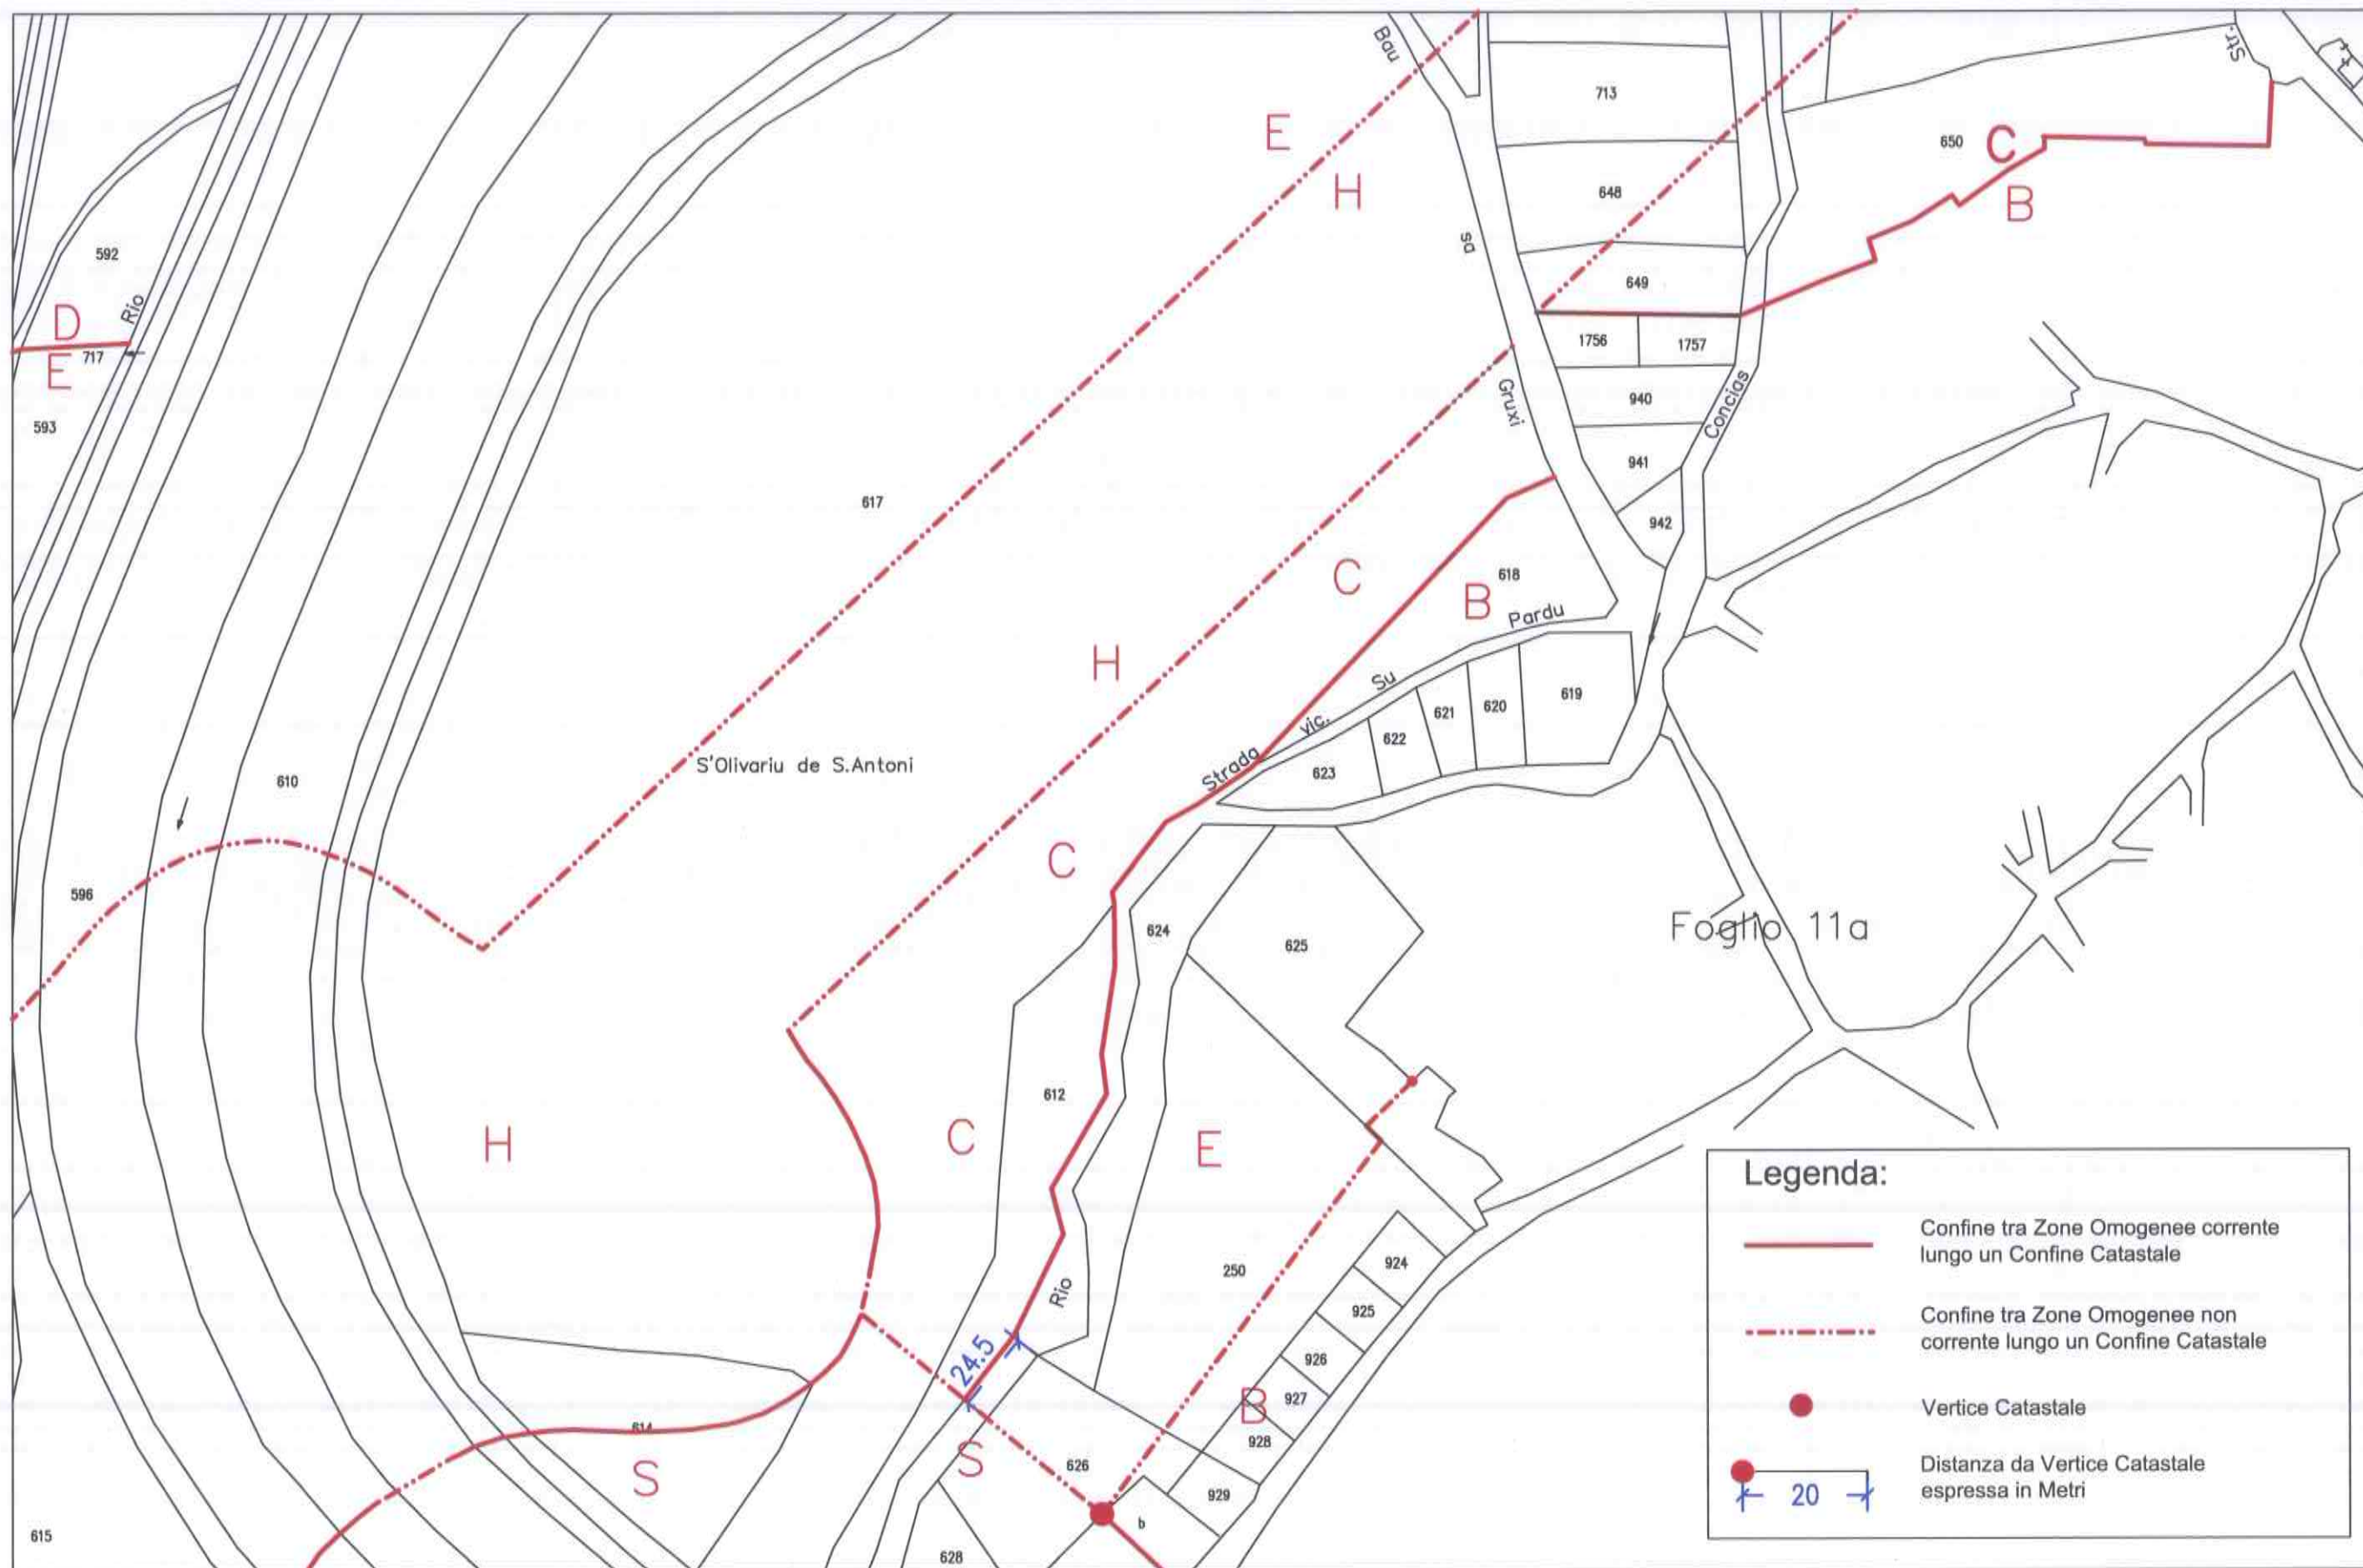 Bau
Str.
713
E
650
C
H
648
B
592
sa
649
D
Rio
1756
1757
717
E
Gruxi
940
Concias
593
941
617
942
C
618
B
Pardu
H
Su
619
620
621
vic.
622
Strada
S'Olivariu de S.Antoni
623
610
C
596
624
Foglio 11a
625
612
H
C
E
Legenda:
Confine tra Zone Omogenee corrente
lungo un Confine Catastale
250
924
Rio
925
Confine tra Zone Omogenee non
corrente lungo un Confine Catastale
24.5
926
927
B
Vertice Catastale
614
928
S
S
626
Distanza da Vertice Catastale
espressa in Metri
20
929
b
615
628